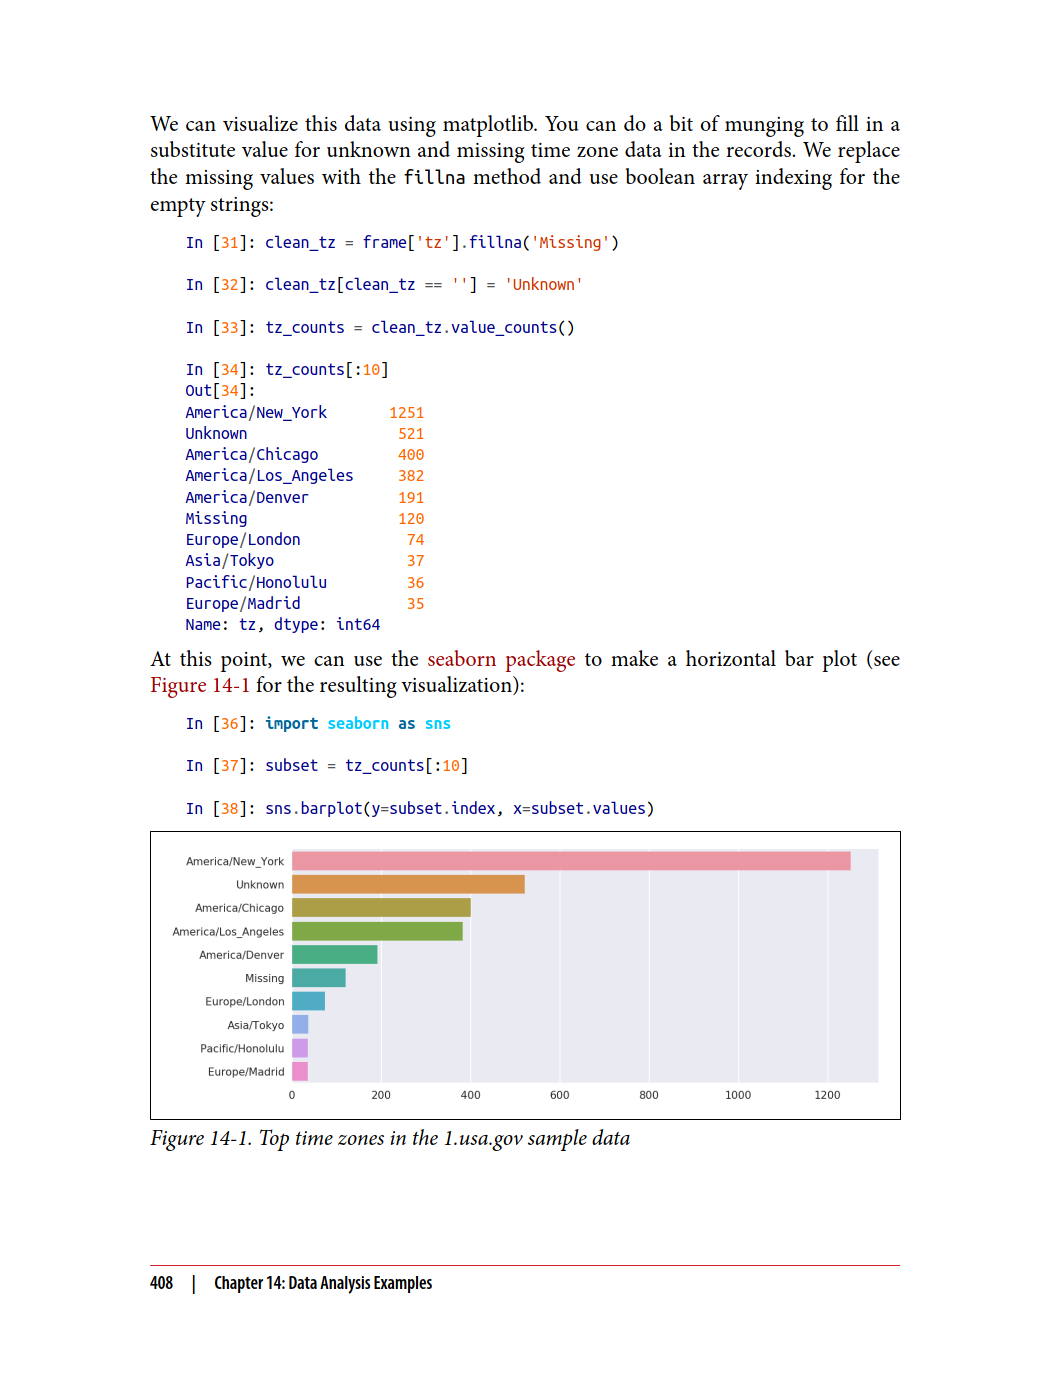 We can visualize this data using matplotlib. You can do a bit of munging to fill in a
substitute value for unknown and missing time zone data in the records. We replace
the missing values with the fillna method and use boolean array indexing for the
empty strings:
In [31]: clean_tz = frame['tz'].fillna('Missing')
In [32]: clean_tz[clean_tz == ''] = 'Unknown'
In [33]: tz_counts = clean_tz.value_counts()
In [34]: tz_counts[:10]
Out[34]:
America/New_York 1251
Unknown 521
America/Chicago 400
America/Los_Angeles 382
America/Denver 191
Missing 120
Europe/London 74
Asia/Tokyo 37
Pacific/Honolulu 36
Europe/Madrid 35
Name: tz, dtype: int64
At this point, we can use the seaborn package to make a horizontal bar plot (see
Figure 14-1 for the resulting visualization):
In [36]: import seaborn as sns
In [37]: subset = tz_counts[:10]
In [38]: sns.barplot(y=subset.index, x=subset.values)
America/New_York
Unknown
America/Chicago
America/Los_Angeles
America/Denver
Missing
Europe/London
Asia/Tokyo
Pacific/Honolulu
Europe/Madrid
0 200 400 600 800 1000 1200
Figure 14-1. Top time zones in the 1.usa.gov sample data
408 | Chapter 14: Data Analysis Examples